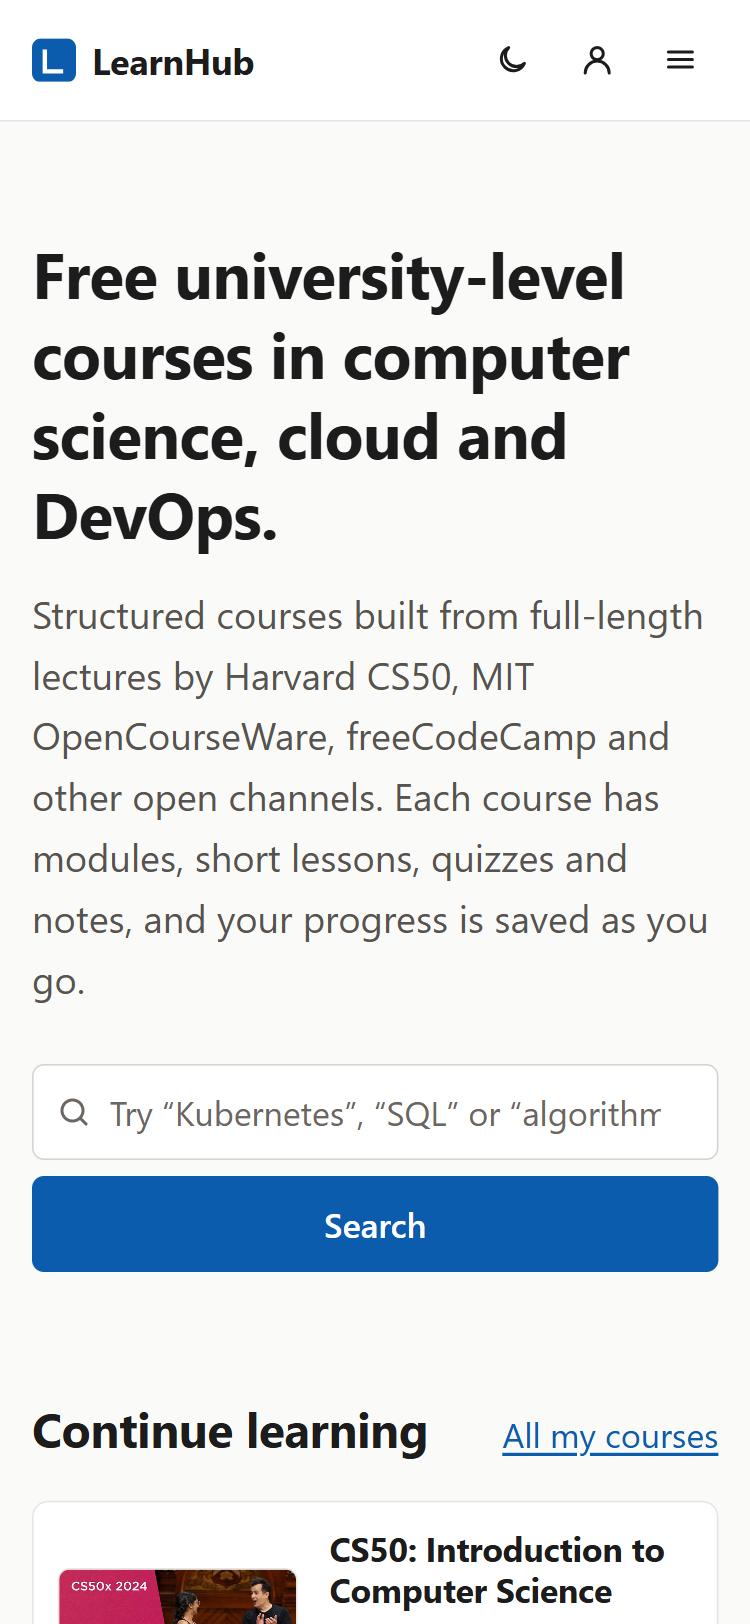 L LearnHub
Free university-level
courses in computer
science, cloud and
DevOps.
Structured courses built from full-length
lectures by Harvard CS50, MIT
OpenCourseWare, freeCodeCamp and
other open channels. Each course has
modules, short lessons, quizzes and
notes, and your progress is saved as you
go.
Try “Kubernetes”, “SQL” or “algorithm
Search
Continue learning
All my courses
CS50x 2024
CS50: Introduction to
Computer Science